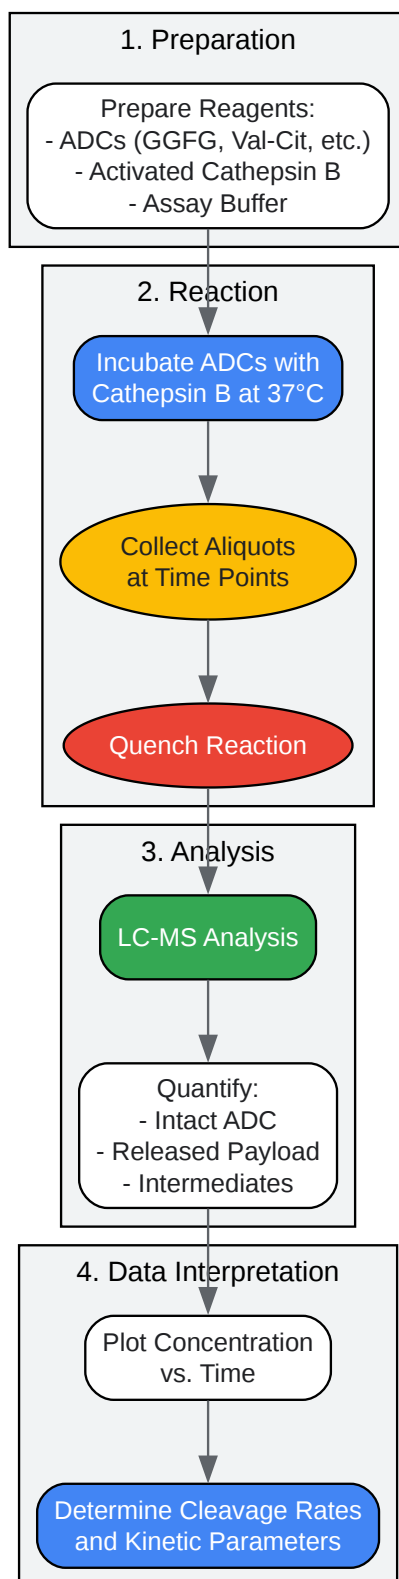 1. Preparation
Prepare Reagents:
- ADCs (GGFG, Val-Cit, etc.)
- Activated Cathepsin B
- Assay Buffer
2. Reaction
Incubate ADCs with
Cathepsin B at 37°C
Collect Aliquots
at Time Points
Quench Reaction
3. Analysis
LC-MS Analysis
Quantify:
- Intact ADC
- Released Payload
- Intermediates
4. Data Interpretation
Plot Concentration
vs. Time
Determine Cleavage Rates
and Kinetic Parameters